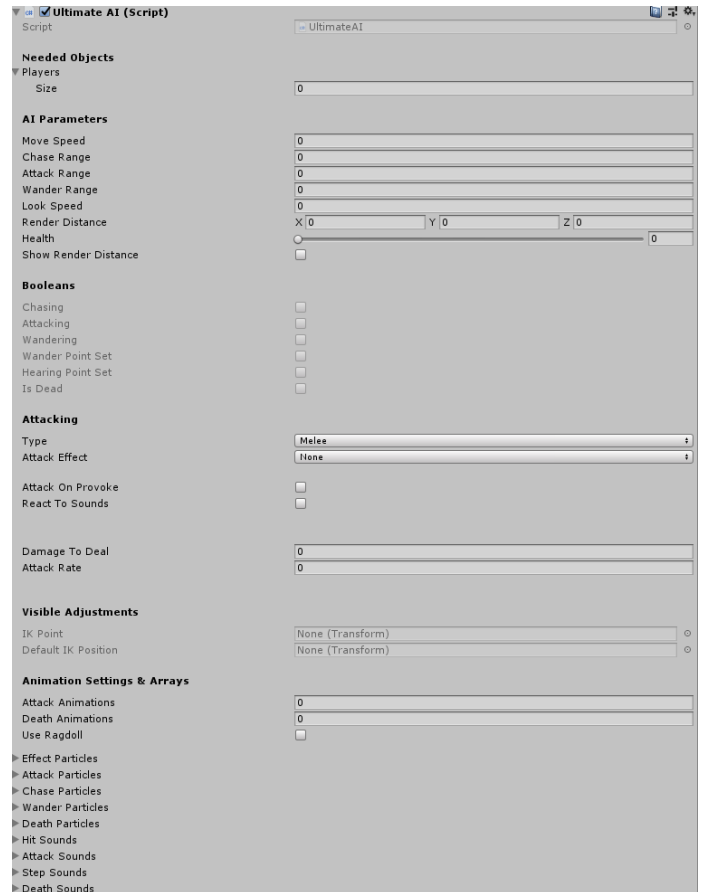 Ultimate AI (Script)
Script UltimateAI
Needed Objects
Players
Size 0
AI Parameters
Move Speed 0
Chase Range 0
Attack Range 0
Wander Range 0
Look Speed 0
Render Distance X 0 Y 0 Z 0
Health 0
Show Render Distance
Booleans
Chasing
Attacking
Wandering
Wander Point Set
Hearing Point Set
Is Dead
Attacking
Type Melee
Attack Effect None
Attack On Provoke
React To Sounds
Damage To Deal 0
Attack Rate 0
Visible Adjustments
IK Point None (Transform)
Default IK Position None (Transform)
Animation Settings & Arrays
Attack Animations 0
Death Animations 0
Use Ragdoll
Effect Particles
Attack Particles
Chase Particles
Wander Particles
Death Particles
Hit Sounds
Attack Sounds
Step Sounds
Death Sounds